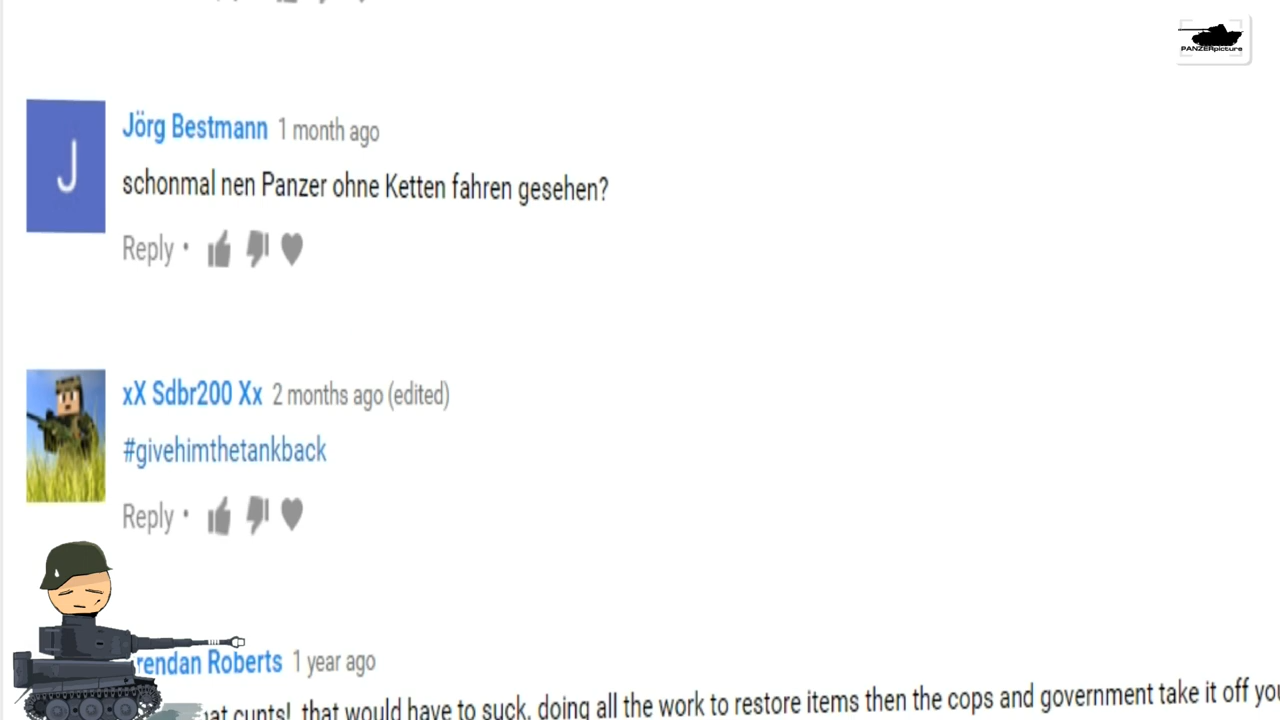 PANZERpicture
J
Jörg Bestmann 1 month ago
schonmal nen Panzer ohne Ketten fahren gesehen?
Reply •
xX Sdbr200 Xx 2 months ago (edited)
#givehimthetankback
Reply •
rendan Roberts 1 year ago
at cunts! that would have to suck, doing all the work to restore items then the cops and government take it off you